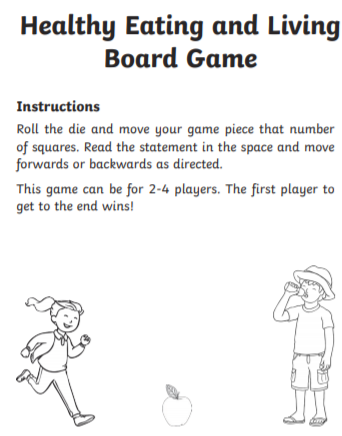 Healthy Eating and Living
Board Game
Instructions
Roll the die and move your game piece that number
of squares. Read the statement in the space and move
forwards or backwards as directed.
This game can be for 2-4 players. The first player to
get to the end wins!